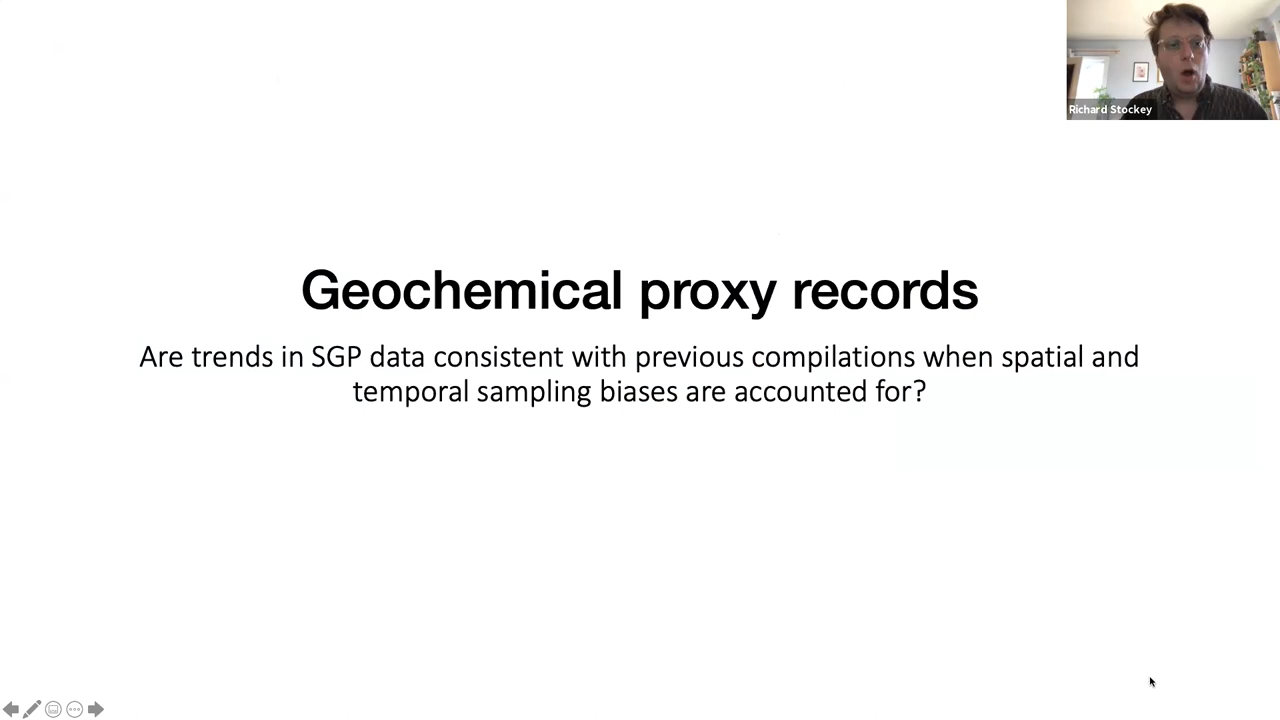 Richard Stockey
Geochemical proxy records
Are trends in SGP data consistent with previous compilations when spatial and
temporal sampling biases are accounted for?